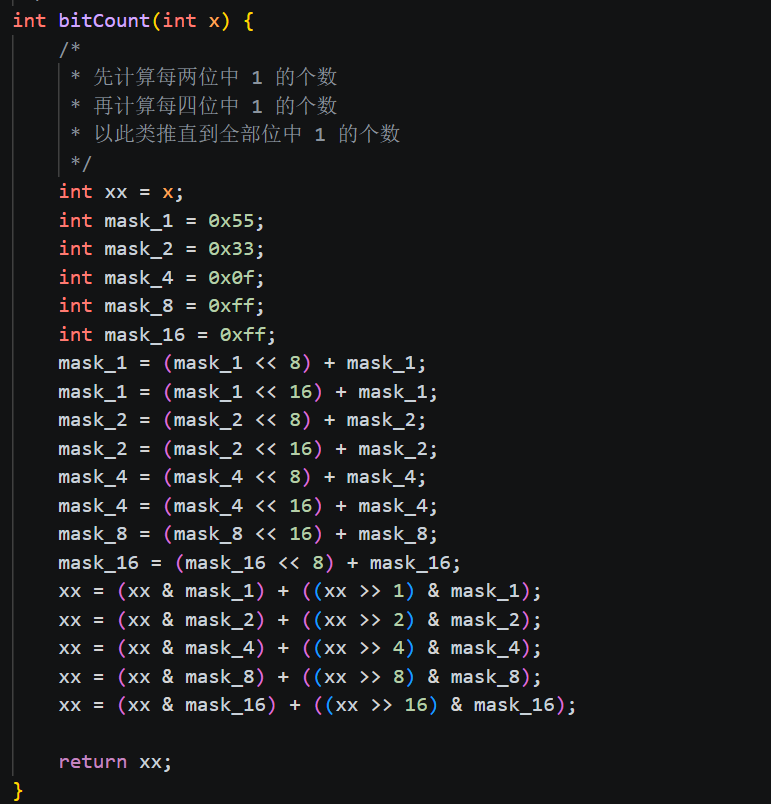 int bitCount(int x) {
    /*
     * 先计算每两位中 1 的个数
     * 再计算每四位中 1 的个数
     * 以此类推直到全部位中 1 的个数
     */
    int xx = x;
    int mask_1 = 0x55;
    int mask_2 = 0x33;
    int mask_4 = 0x0f;
    int mask_8 = 0xff;
    int mask_16 = 0xff;
    mask_1 = (mask_1 << 8) + mask_1;
    mask_1 = (mask_1 << 16) + mask_1;
    mask_2 = (mask_2 << 8) + mask_2;
    mask_2 = (mask_2 << 16) + mask_2;
    mask_4 = (mask_4 << 8) + mask_4;
    mask_4 = (mask_4 << 16) + mask_4;
    mask_8 = (mask_8 << 16) + mask_8;
    mask_16 = (mask_16 << 8) + mask_16;
    xx = (xx & mask_1) + ((xx >> 1) & mask_1);
    xx = (xx & mask_2) + ((xx >> 2) & mask_2);
    xx = (xx & mask_4) + ((xx >> 4) & mask_4);
    xx = (xx & mask_8) + ((xx >> 8) & mask_8);
    xx = (xx & mask_16) + ((xx >> 16) & mask_16);

    return xx;
}